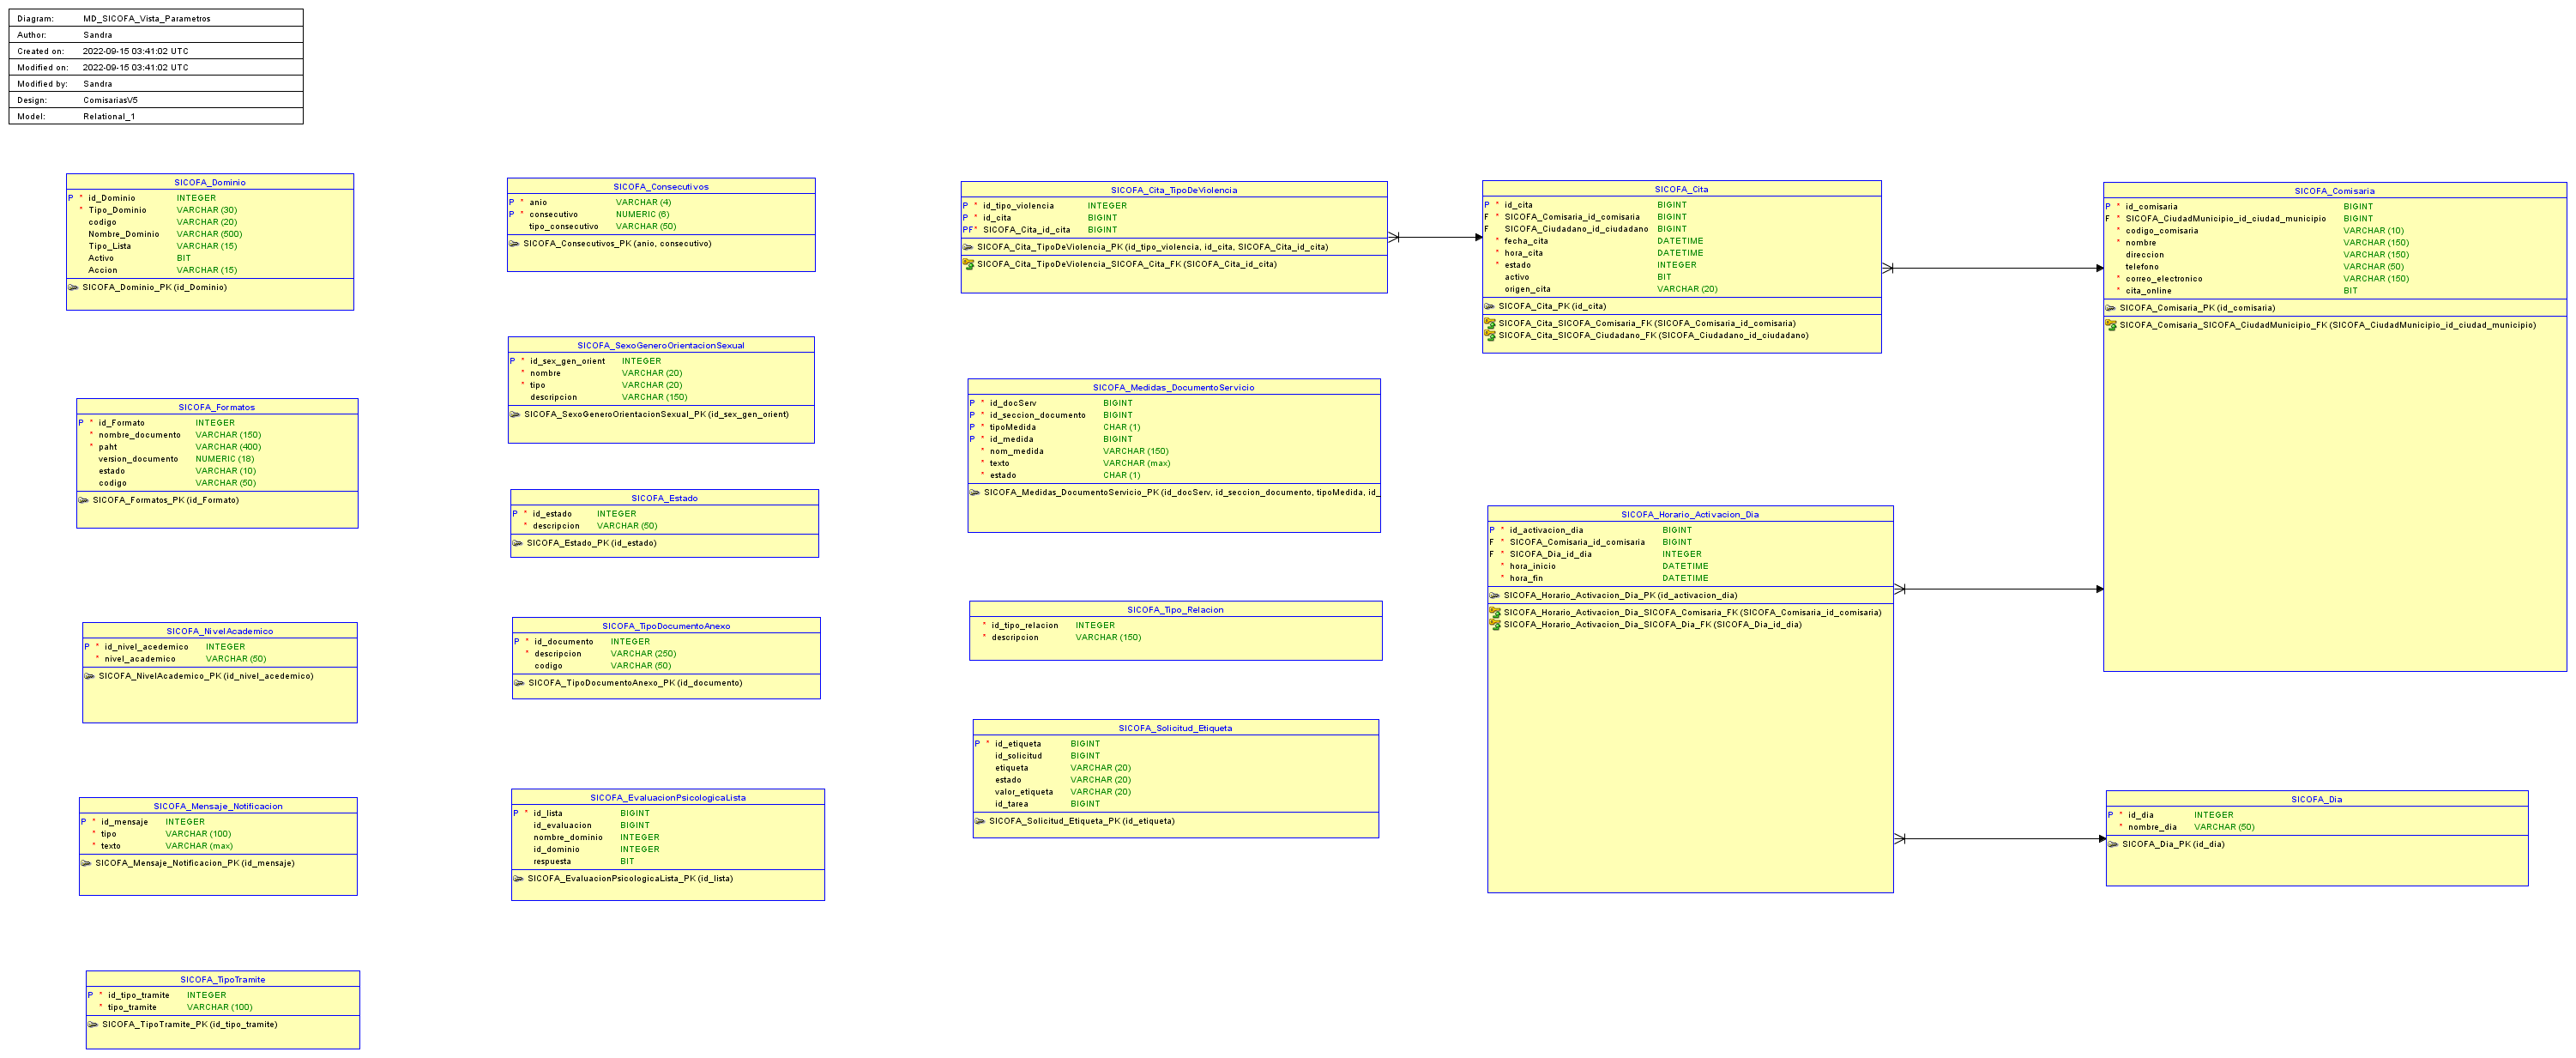 Diagram: MD_SICOFA_Vista_Parametros
Author: Sandra
Created on: 2022-09-15 03:41:02 UTC
Modified on: 2022-09-15 03:41:02 UTC
Modified by: Sandra
Design: ComisariasV5
Model: Relational_1
SICOFA_Dominio
P * id_Dominio INTEGER
* Tipo_Dominio VARCHAR (30)
codigo VARCHAR (20)
Nombre_Dominio VARCHAR (500)
Tipo_Lista VARCHAR (15)
Activo BIT
Accion VARCHAR (15)
SICOFA_Dominio_PK (id_Dominio)
SICOFA_Formatos
P * id_Formato INTEGER
* nombre_documento VARCHAR (150)
* paht VARCHAR (400)
version_documento NUMERIC (18)
estado VARCHAR (10)
codigo VARCHAR (50)
SICOFA_Formatos_PK (id_Formato)
SICOFA_NivelAcademico
P * id_nivel_acedemico INTEGER
* nivel_academico VARCHAR (50)
SICOFA_NivelAcademico_PK (id_nivel_acedemico)
SICOFA_Mensaje_Notificacion
P * id_mensaje INTEGER
* tipo VARCHAR (100)
* texto VARCHAR (max)
SICOFA_Mensaje_Notificacion_PK (id_mensaje)
SICOFA_TipoTramite
P * id_tipo_tramite INTEGER
* tipo_tramite VARCHAR (100)
SICOFA_TipoTramite_PK (id_tipo_tramite)
SICOFA_Consecutivos
P * anio VARCHAR (4)
P * consecutivo NUMERIC (6)
tipo_consecutivo VARCHAR (50)
SICOFA_Consecutivos_PK (anio, consecutivo)
SICOFA_SexoGeneroOrientacionSexual
P * id_sex_gen_orient INTEGER
* nombre VARCHAR (20)
* tipo VARCHAR (20)
descripcion VARCHAR (150)
SICOFA_SexoGeneroOrientacionSexual_PK (id_sex_gen_orient)
SICOFA_Estado
P * id_estado INTEGER
* descripcion VARCHAR (50)
SICOFA_Estado_PK (id_estado)
SICOFA_TipoDocumentoAnexo
P * id_documento INTEGER
* descripcion VARCHAR (250)
codigo VARCHAR (50)
SICOFA_TipoDocumentoAnexo_PK (id_documento)
SICOFA_EvaluacionPsicologicaLista
P * id_lista BIGINT
id_evaluacion BIGINT
nombre_dominio INTEGER
id_dominio INTEGER
respuesta BIT
SICOFA_EvaluacionPsicologicaLista_PK (id_lista)
SICOFA_Cita_TipoDeViolencia
P * id_tipo_violencia INTEGER
P * id_cita BIGINT
PF* SICOFA_Cita_id_cita BIGINT
SICOFA_Cita_TipoDeViolencia_PK (id_tipo_violencia, id_cita, SICOFA_Cita_id_cita)
SICOFA_Cita_TipoDeViolencia_SICOFA_Cita_FK (SICOFA_Cita_id_cita)
SICOFA_Medidas_DocumentoServicio
P * id_docServ BIGINT
P * id_seccion_documento BIGINT
P * tipoMedida CHAR (1)
P * id_medida BIGINT
* nom_medida VARCHAR (150)
* texto VARCHAR (max)
* estado CHAR (1)
SICOFA_Medidas_DocumentoServicio_PK (id_docServ, id_seccion_documento, tipoMedida, id_
SICOFA_Tipo_Relacion
* id_tipo_relacion INTEGER
* descripcion VARCHAR (150)
SICOFA_Solicitud_Etiqueta
P * id_etiqueta BIGINT
id_solicitud BIGINT
etiqueta VARCHAR (20)
estado VARCHAR (20)
valor_etiqueta VARCHAR (20)
id_tarea BIGINT
SICOFA_Solicitud_Etiqueta_PK (id_etiqueta)
SICOFA_Cita
P * id_cita BIGINT
F * SICOFA_Comisaria_id_comisaria BIGINT
F SICOFA_Ciudadano_id_ciudadano BIGINT
* fecha_cita DATETIME
* hora_cita DATETIME
* estado INTEGER
activo BIT
origen_cita VARCHAR (20)
SICOFA_Cita_PK (id_cita)
SICOFA_Cita_SICOFA_Comisaria_FK (SICOFA_Comisaria_id_comisaria)
SICOFA_Cita_SICOFA_Ciudadano_FK (SICOFA_Ciudadano_id_ciudadano)
SICOFA_Horario_Activacion_Dia
P * id_activacion_dia BIGINT
F * SICOFA_Comisaria_id_comisaria BIGINT
F * SICOFA_Dia_id_dia INTEGER
* hora_inicio DATETIME
* hora_fin DATETIME
SICOFA_Horario_Activacion_Dia_PK (id_activacion_dia)
SICOFA_Horario_Activacion_Dia_SICOFA_Comisaria_FK (SICOFA_Comisaria_id_comisaria)
SICOFA_Horario_Activacion_Dia_SICOFA_Dia_FK (SICOFA_Dia_id_dia)
SICOFA_Comisaria
P * id_comisaria BIGINT
F * SICOFA_CiudadMunicipio_id_ciudad_municipio BIGINT
* codigo_comisaria VARCHAR (10)
* nombre VARCHAR (150)
direccion VARCHAR (150)
telefono VARCHAR (50)
* correo_electronico VARCHAR (150)
* cita_online BIT
SICOFA_Comisaria_PK (id_comisaria)
SICOFA_Comisaria_SICOFA_CiudadMunicipio_FK (SICOFA_CiudadMunicipio_id_ciudad_municipio)
SICOFA_Dia
P * id_dia INTEGER
* nombre_dia VARCHAR (50)
SICOFA_Dia_PK (id_dia)